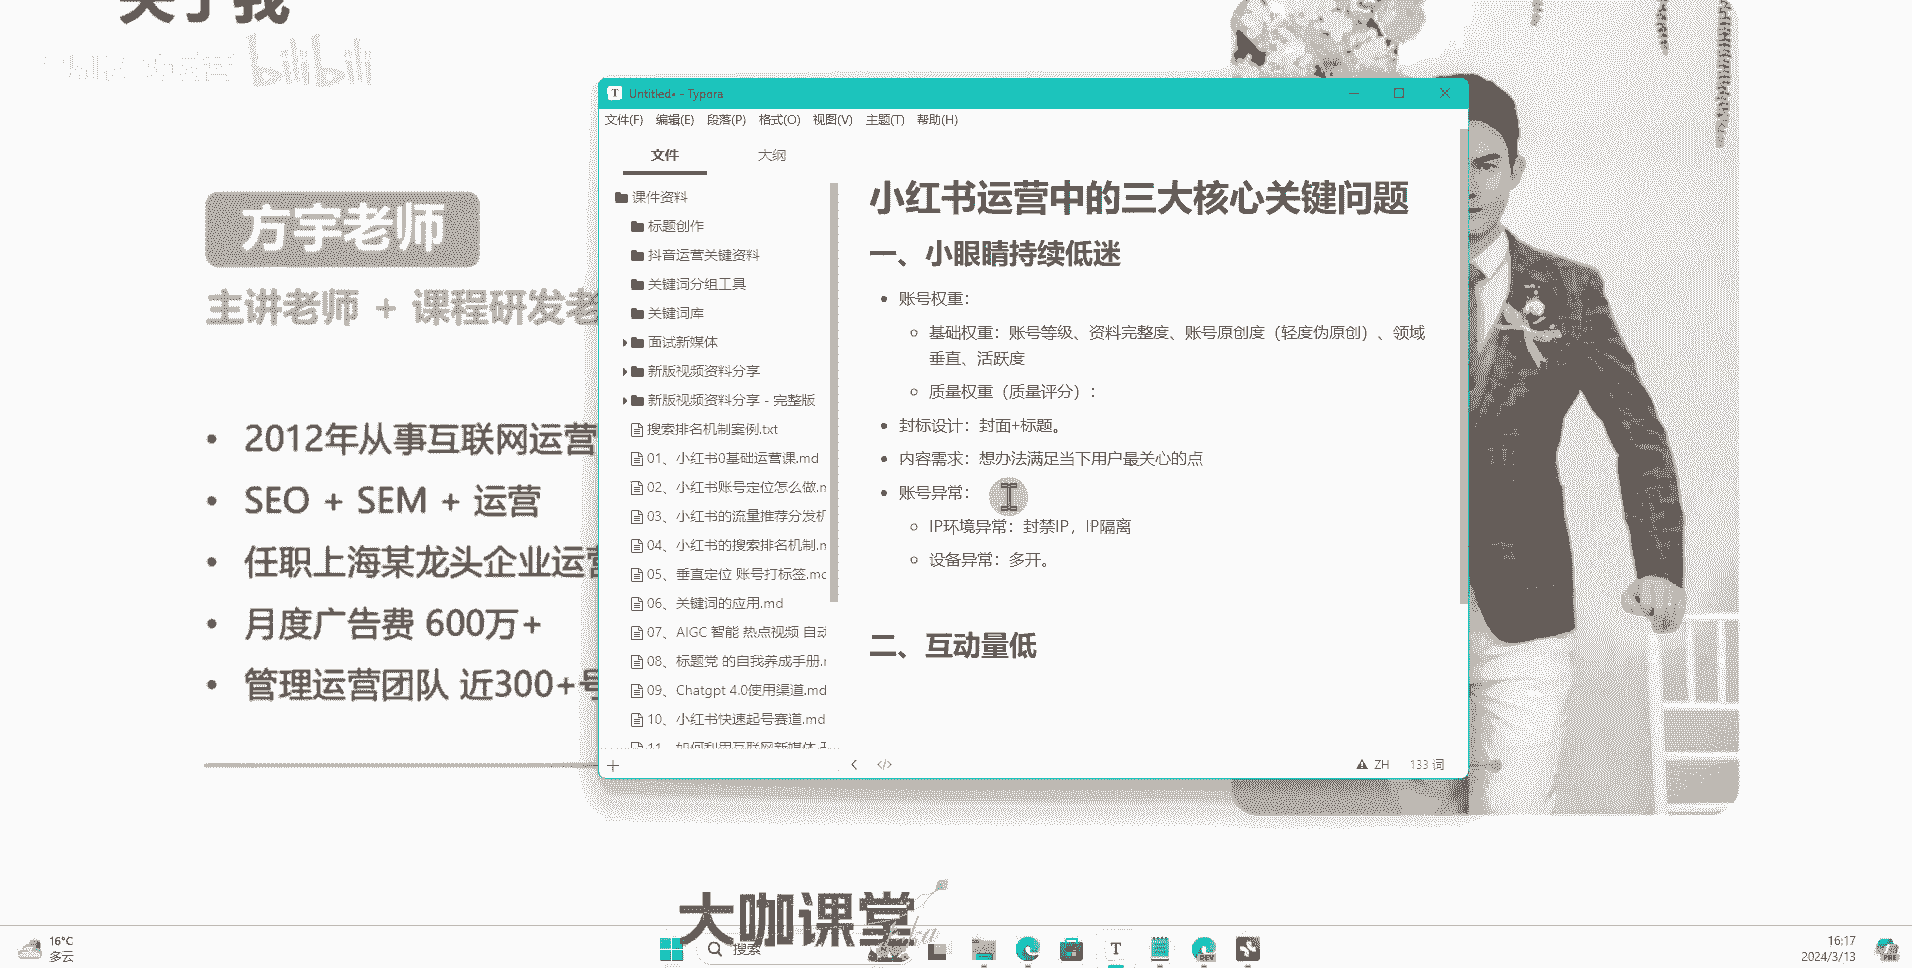 关于我
bilibili
方宇老师
主讲老师 + 课程研发老
2012年从事互联网运营
SEO + SEM + 运营
任职上海某龙头企业运营
月度广告费 600万+
管理运营团队 近300+号
Untitled• - Typora
文件(F) 编辑(E) 段落(P) 格式(O) 视图(V) 主题(T) 帮助(H)
文件 大纲
课件资料
标题创作
抖音运营关键资料
关键词分组工具
关键词库
面试新媒体
新版视频资料分享
新版视频资料分享 - 完整版
搜索排名机制案例.txt
01、小红书0基础运营课.md
02、小红书账号定位怎么做.m
03、小红书的流量推荐分发机
04、小红书的搜索排名机制.m
05、垂直定位 账号打标签.md
06、关键词的应用.md
07、AIGC 智能 热点视频 自动
08、标题党 的自我养成手册.m
09、Chatgpt 4.0使用渠道.md
10、小红书快速起号赛道.md
11、如何利用互联网新媒体
小红书运营中的三大核心关键问题
一、小眼睛持续低迷
账号权重：
基础权重：账号等级、资料完整度、账号原创度（轻度伪原创）、领域
垂直、活跃度
质量权重（质量评分）：
封标设计：封面+标题。
内容需求：想办法满足当下用户最关心的点
账号异常：
IP环境异常：封禁IP，IP隔离
设备异常：多开。
二、互动量低
ZH 133 词
大咖课堂
16°C
多云
搜索
T
DEV
16:17
2024/3/13
PRE